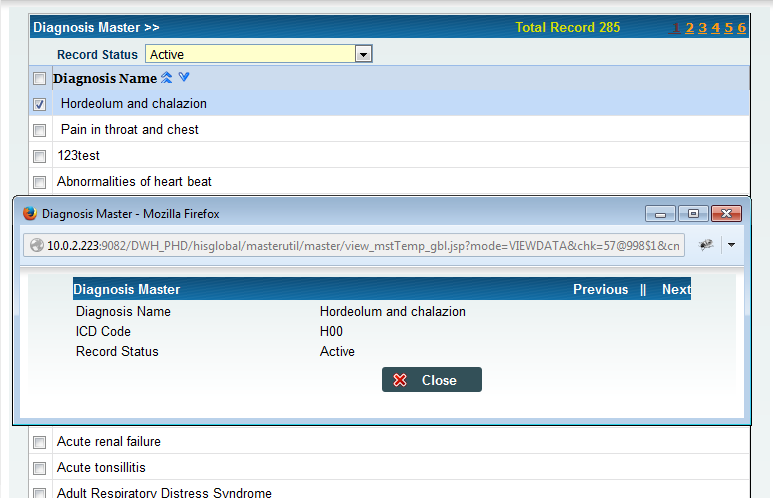 Diagnosis Master >> Total Record 285 1 2 3 4 5 6
Record Status Active
Diagnosis Name
Hordeolum and chalazion
Pain in throat and chest
123test
Abnormalities of heart beat
Diagnosis Master - Mozilla Firefox
10.0.2.223:9082/DWH_PHD/hisglobal/masterutil/master/view_mstTemp_gbl.jsp?mode=VIEWDATA&chk=57@998$1&cn
Diagnosis Master Previous || Next
Diagnosis Name Hordeolum and chalazion
ICD Code H00
Record Status Active
Close
Acute renal failure
Acute tonsillitis
Adult Respiratory Distress Syndrome